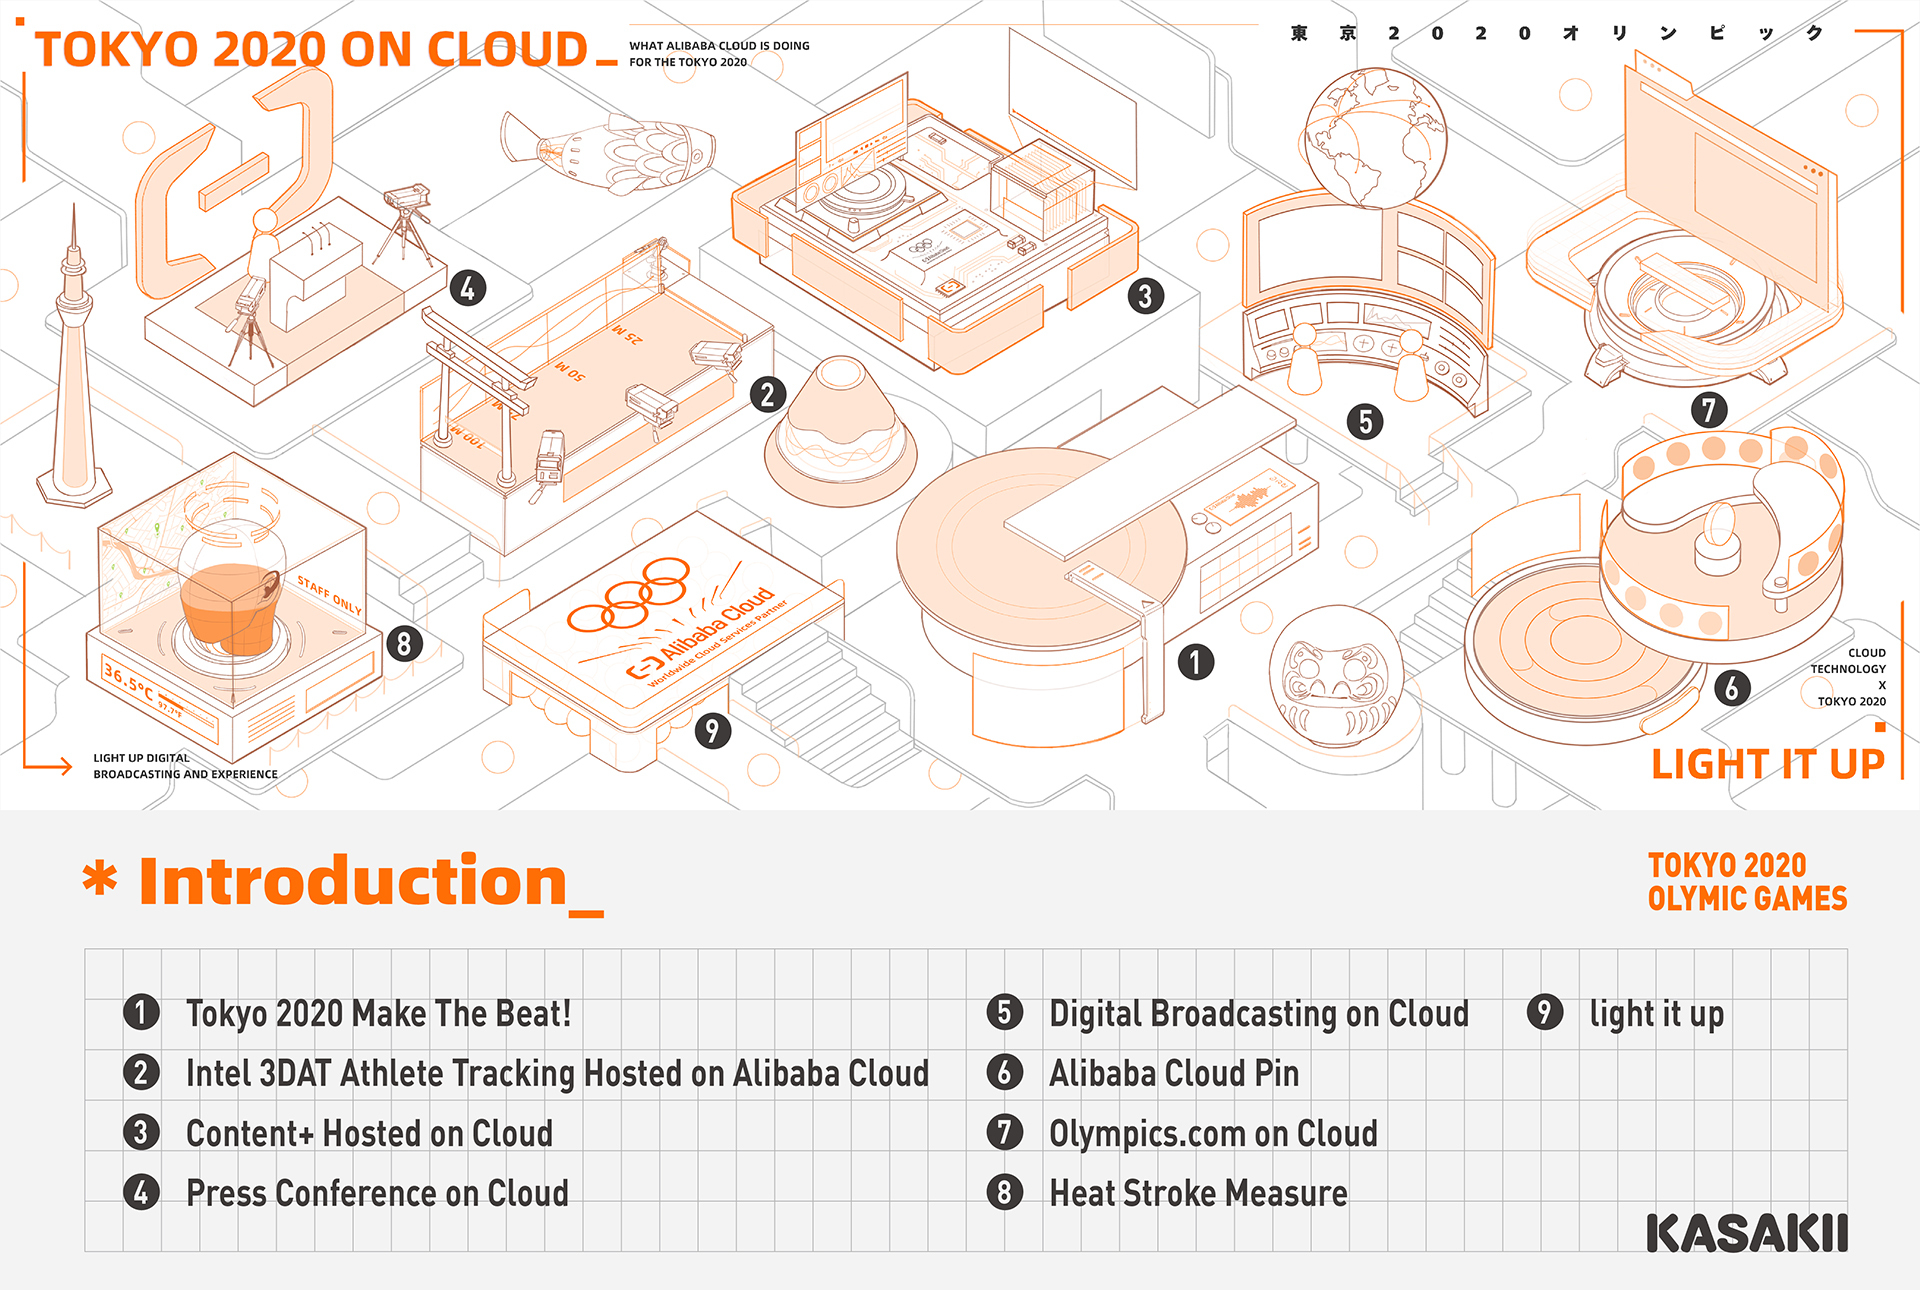 TOKYO 2020 ON CLOUD_
WHAT ALIBABA CLOUD IS DOING
FOR THE TOKYO 2020
東京2020オリンピック
4
3
2
5
7
25 M
50 M
100 M
STAFF ONLY
36.5°C
97.7°F
8
Alibaba Cloud
Worldwide Cloud Services Partner
9
1
6
CLOUD
TECHNOLOGY
X
TOKYO 2020
LIGHT UP DIGITAL
BROADCASTING AND EXPERIENCE
LIGHT IT UP
* Introduction_
TOKYO 2020
OLYMIC GAMES
1 Tokyo 2020 Make The Beat!
2 Intel 3DAT Athlete Tracking Hosted on Alibaba Cloud
3 Content+ Hosted on Cloud
4 Press Conference on Cloud
5 Digital Broadcasting on Cloud
6 Alibaba Cloud Pin
7 Olympics.com on Cloud
8 Heat Stroke Measure
9 light it up
KASAKII